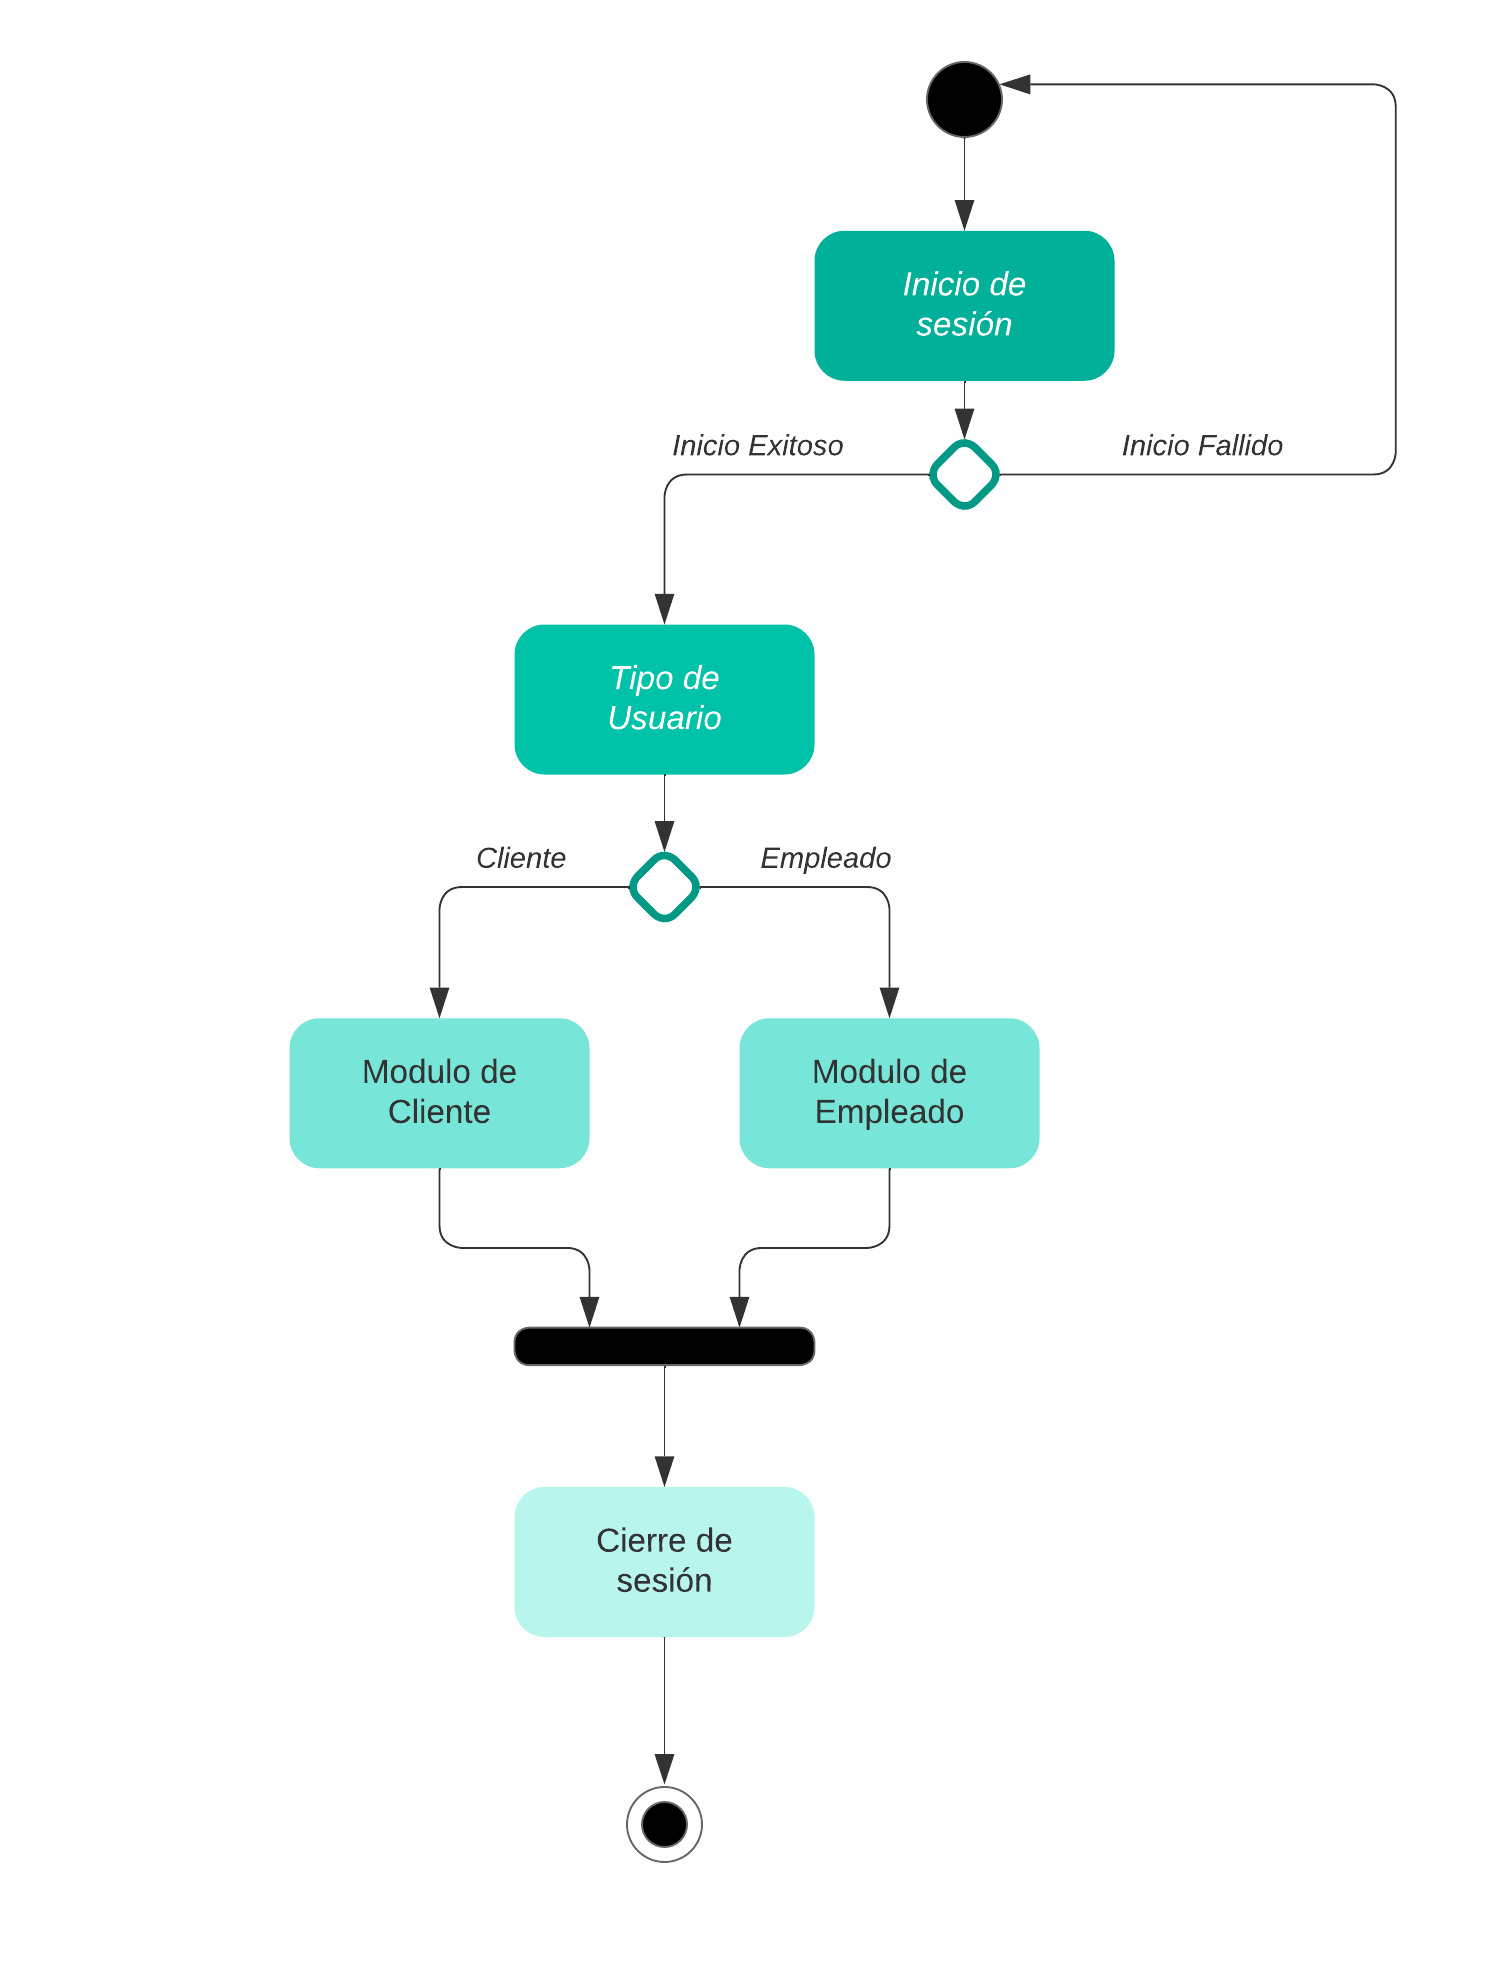 Inicio de
sesión
Inicio Exitoso
Inicio Fallido
Tipo de
Usuario
Cliente
Empleado
Modulo de
Cliente
Modulo de
Empleado
Cierre de
sesión